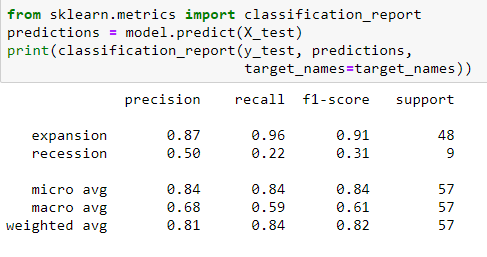 from sklearn.metrics import classification_report
predictions = model.predict(X_test)
print(classification_report(y_test, predictions,
                            target_names=target_names))
              precision    recall  f1-score   support
   expansion       0.87      0.96      0.91        48
   recession       0.50      0.22      0.31         9
   micro avg       0.84      0.84      0.84        57
   macro avg       0.68      0.59      0.61        57
weighted avg       0.81      0.84      0.82        57